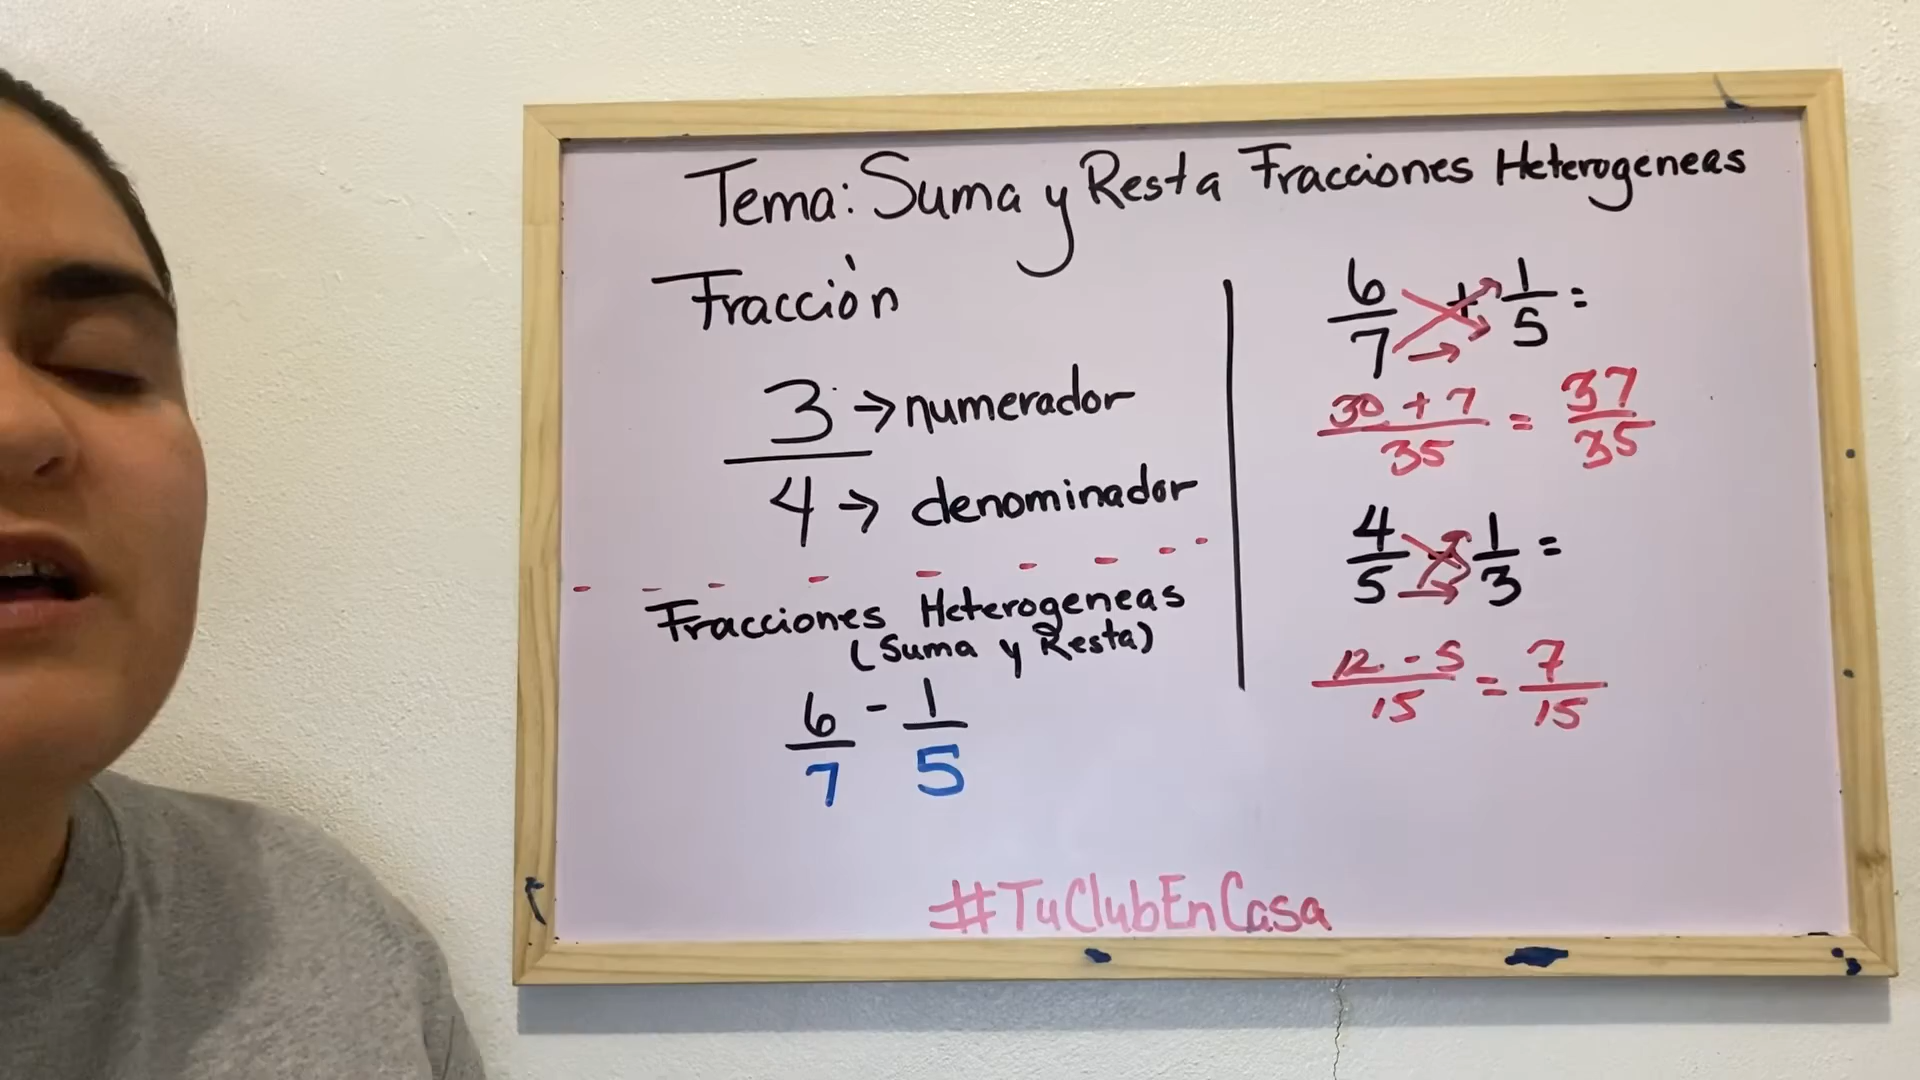 Tema: Suma y Resta Fracciones Heterogeneas
Fracción
3 → numerador
4 → denominador
Fracciones Heterogeneas
(Suma y Resta)
6 - 1
7 5
6 + 1 =
7 5
30 + 7 = 37
35 35
4 - 1 =
5 3
12 - 5 = 7
15 15
#TuClubEnCasa